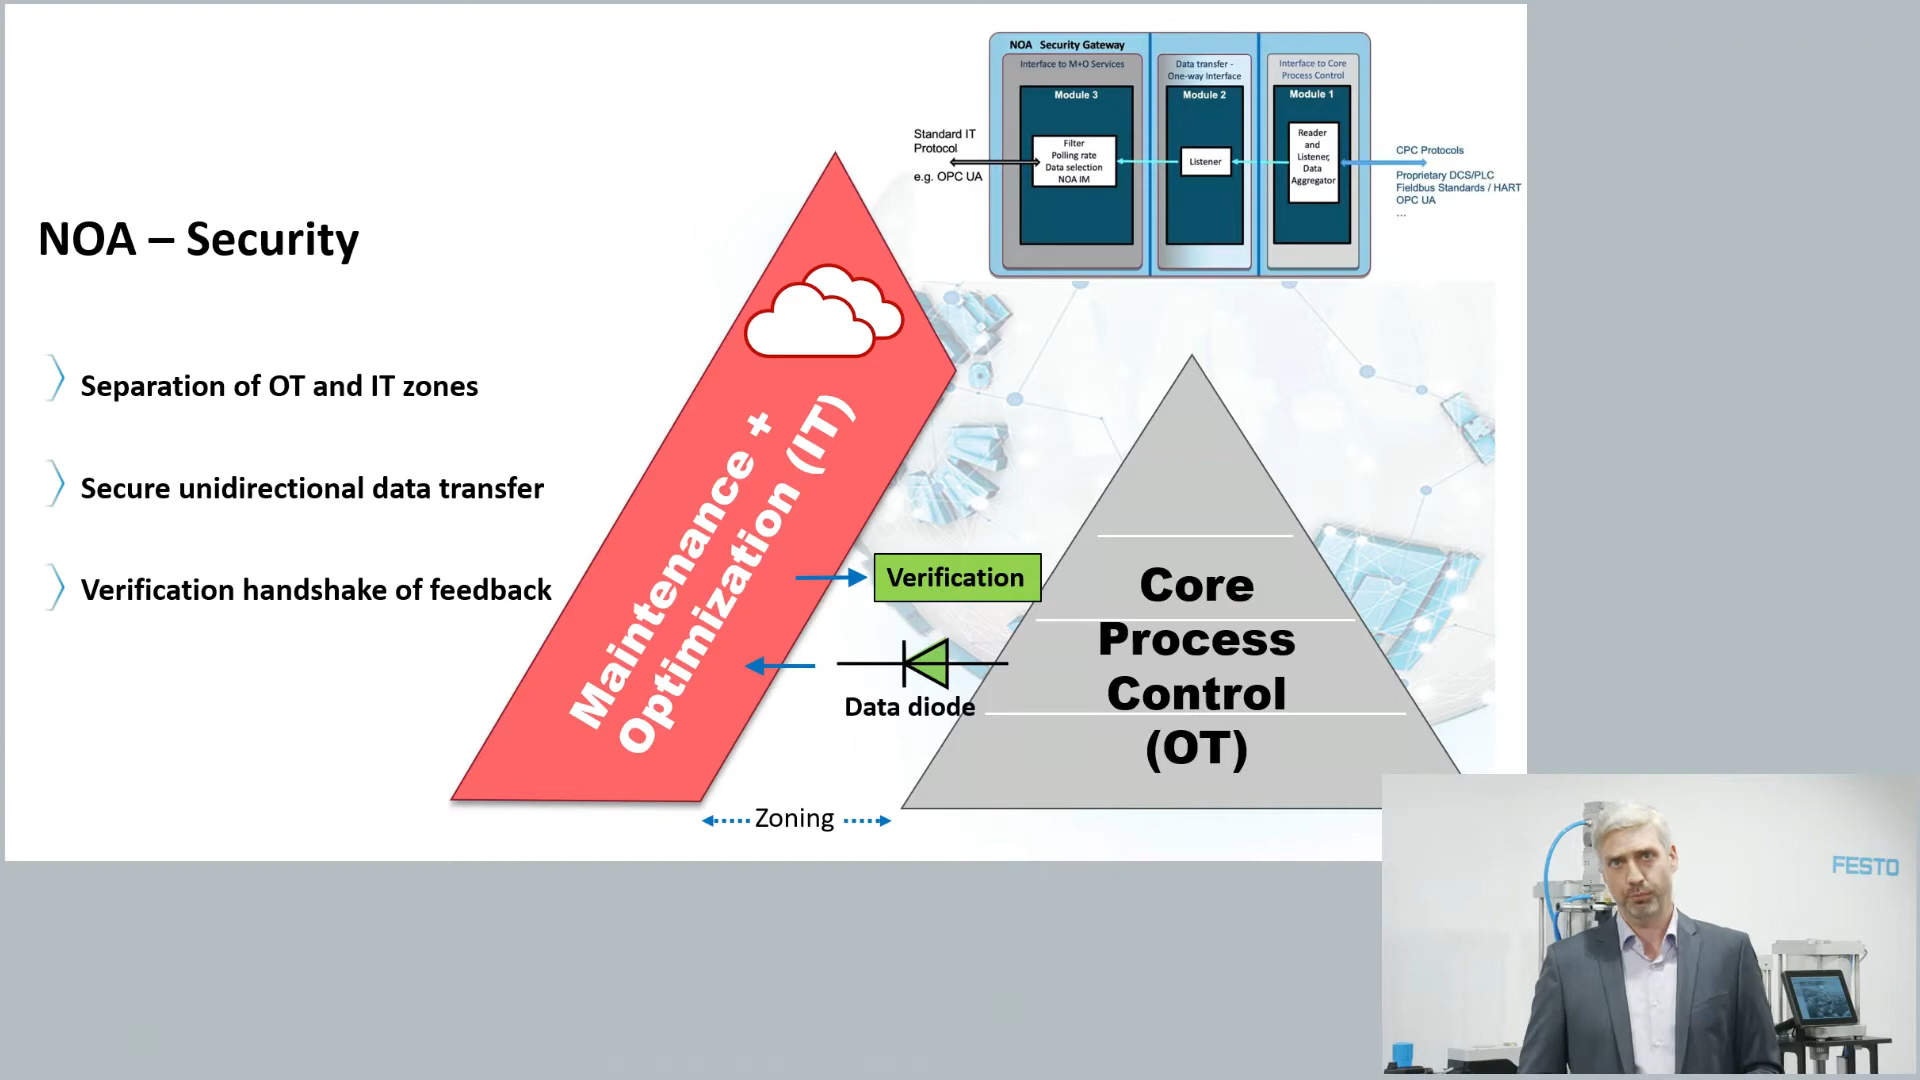 NOA – Security
Separation of OT and IT zones
Secure unidirectional data transfer
Verification handshake of feedback
NOA Security Gateway
Interface to M+O Services
Module 3
Filter
Polling rate
Data selection
NOA IM
Data transfer -
One-way Interface
Module 2
Listener
Interface to Core
Process Control
Module 1
Reader
and
Listener,
Data
Aggregator
Standard IT
Protocol
e.g. OPC UA
CPC Protocols
Proprietary DCS/PLC
Fieldbus Standards / HART
OPC UA
...
Maintenance +
Optimization (IT)
Verification
Data diode
Core
Process
Control
(OT)
Zoning
FESTO